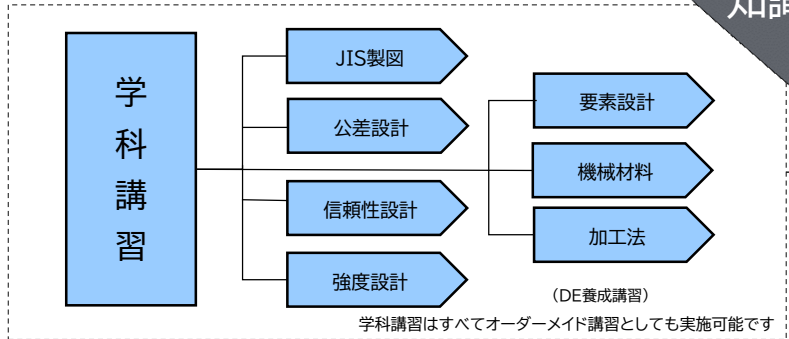 学科講習
JIS製図
公差設計
信頼性設計
強度設計
要素設計
機械材料
加工法
（DE養成講習）
学科講習はすべてオーダーメイド講習としても実施可能です